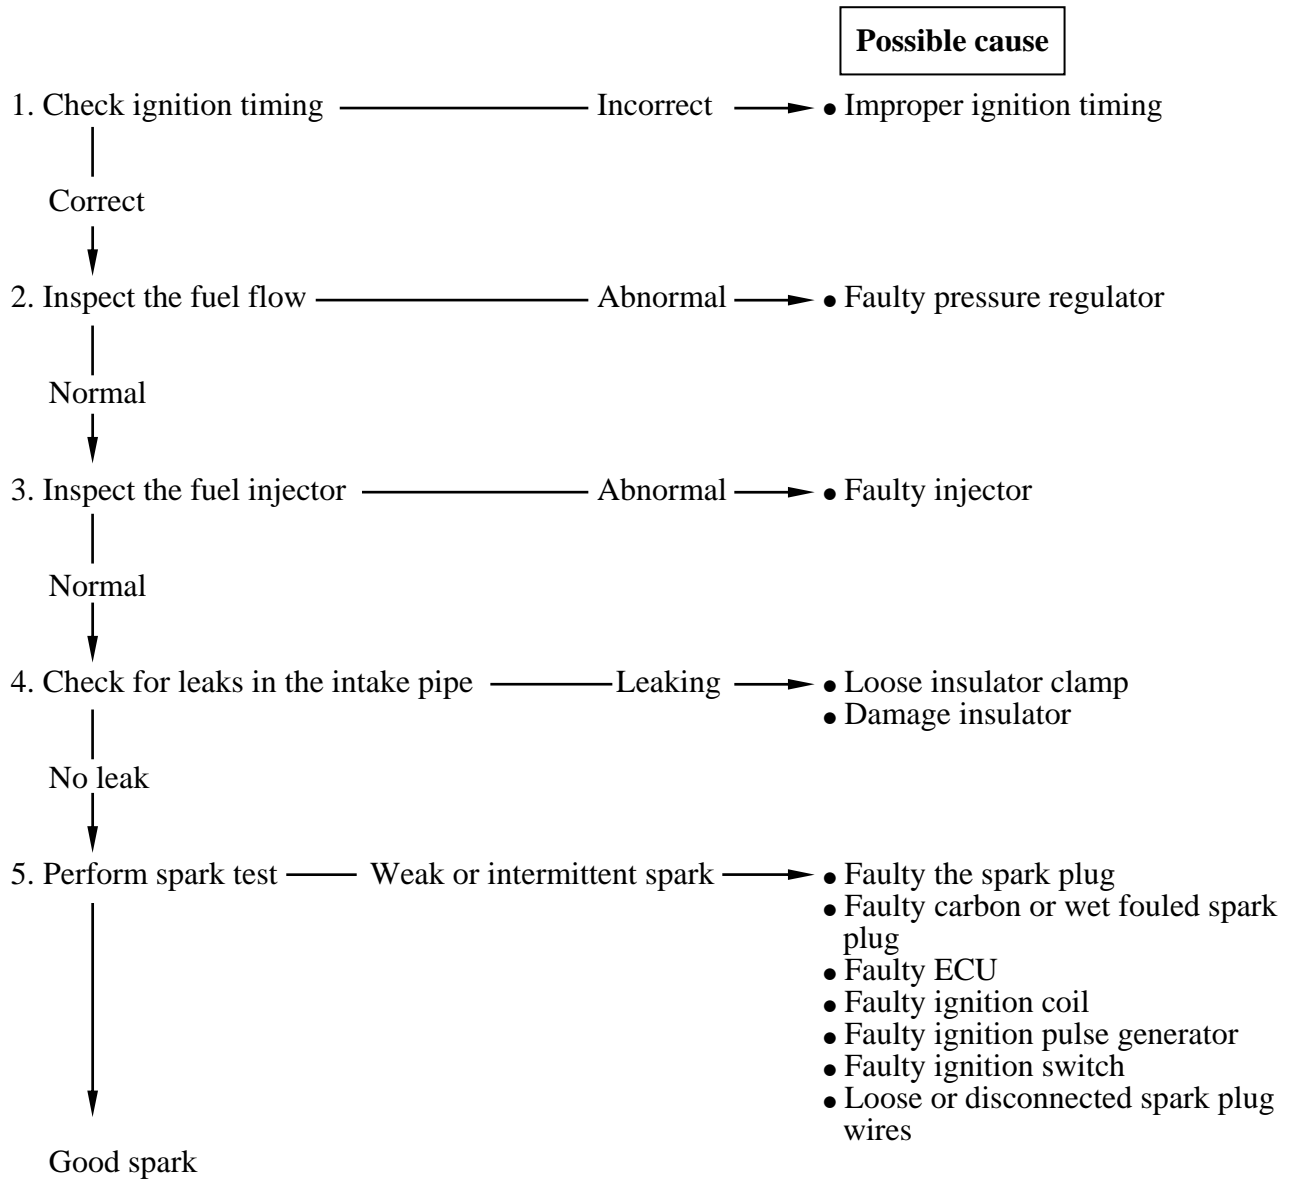 Possible cause
1. Check ignition timing Incorrect ● Improper ignition timing
Correct
2. Inspect the fuel flow Abnormal ● Faulty pressure regulator
Normal
3. Inspect the fuel injector Abnormal ● Faulty injector
Normal
4. Check for leaks in the intake pipe Leaking ● Loose insulator clamp
● Damage insulator
No leak
5. Perform spark test Weak or intermittent spark ● Faulty the spark plug
● Faulty carbon or wet fouled spark
plug
● Faulty ECU
● Faulty ignition coil
● Faulty ignition pulse generator
● Faulty ignition switch
● Loose or disconnected spark plug
wires
Good spark